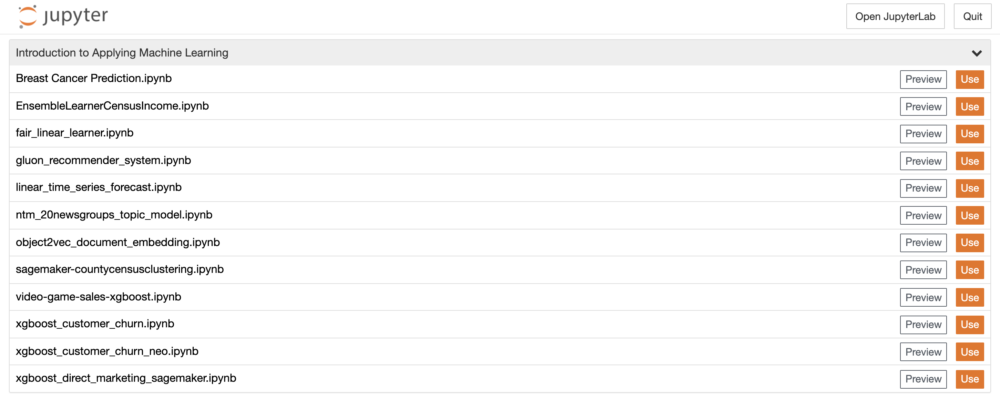 jupyter Open JupyterLab Quit
Introduction to Applying Machine Learning
Breast Cancer Prediction.ipynb Preview Use
EnsembleLearnerCensusIncome.ipynb Preview Use
fair_linear_learner.ipynb Preview Use
gluon_recommender_system.ipynb Preview Use
linear_time_series_forecast.ipynb Preview Use
ntm_20newsgroups_topic_model.ipynb Preview Use
object2vec_document_embedding.ipynb Preview Use
sagemaker-countycensusclustering.ipynb Preview Use
video-game-sales-xgboost.ipynb Preview Use
xgboost_customer_churn.ipynb Preview Use
xgboost_customer_churn_neo.ipynb Preview Use
xgboost_direct_marketing_sagemaker.ipynb Preview Use